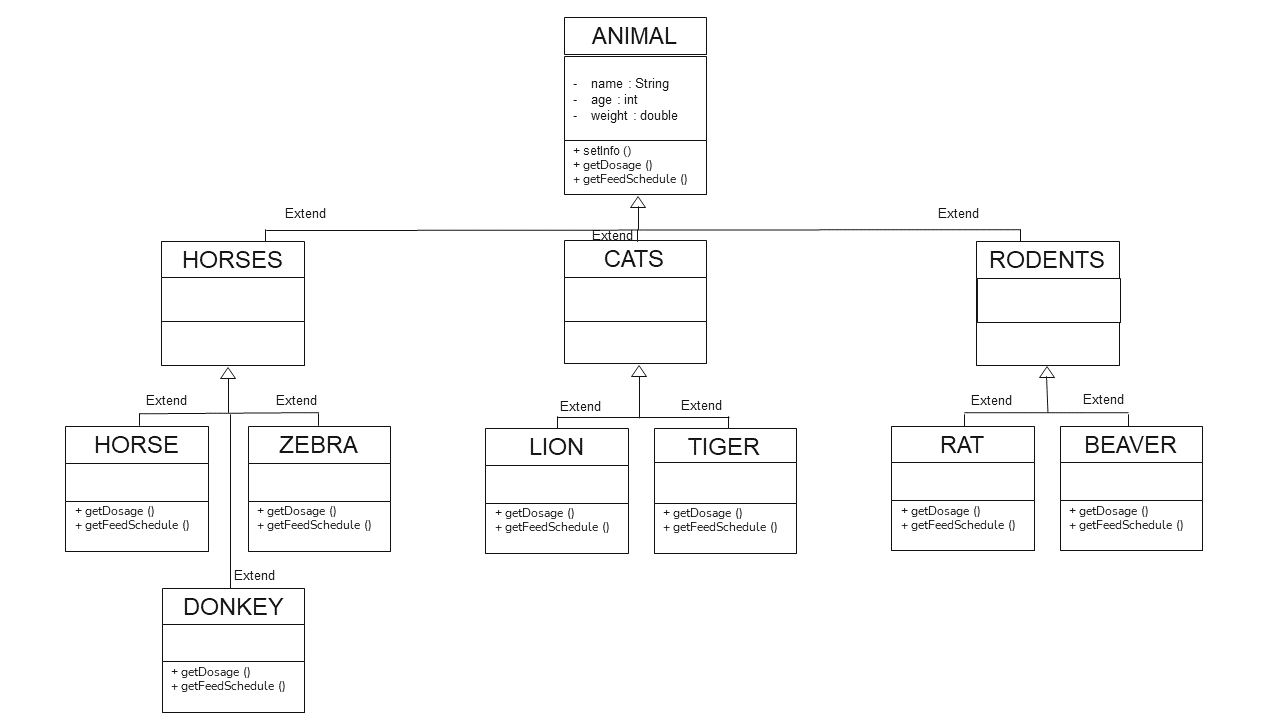 ANIMAL
- name : String
- age : int
- weight : double
+ setInfo ()
+ getDosage ()
+ getFeedSchedule ()
Extend
Extend
Extend
HORSES
CATS
RODENTS
Extend
Extend
Extend
Extend
Extend
Extend
HORSE
+ getDosage ()
+ getFeedSchedule ()
ZEBRA
+ getDosage ()
+ getFeedSchedule ()
LION
+ getDosage ()
+ getFeedSchedule ()
TIGER
+ getDosage ()
+ getFeedSchedule ()
RAT
+ getDosage ()
+ getFeedSchedule ()
BEAVER
+ getDosage ()
+ getFeedSchedule ()
Extend
DONKEY
+ getDosage ()
+ getFeedSchedule ()